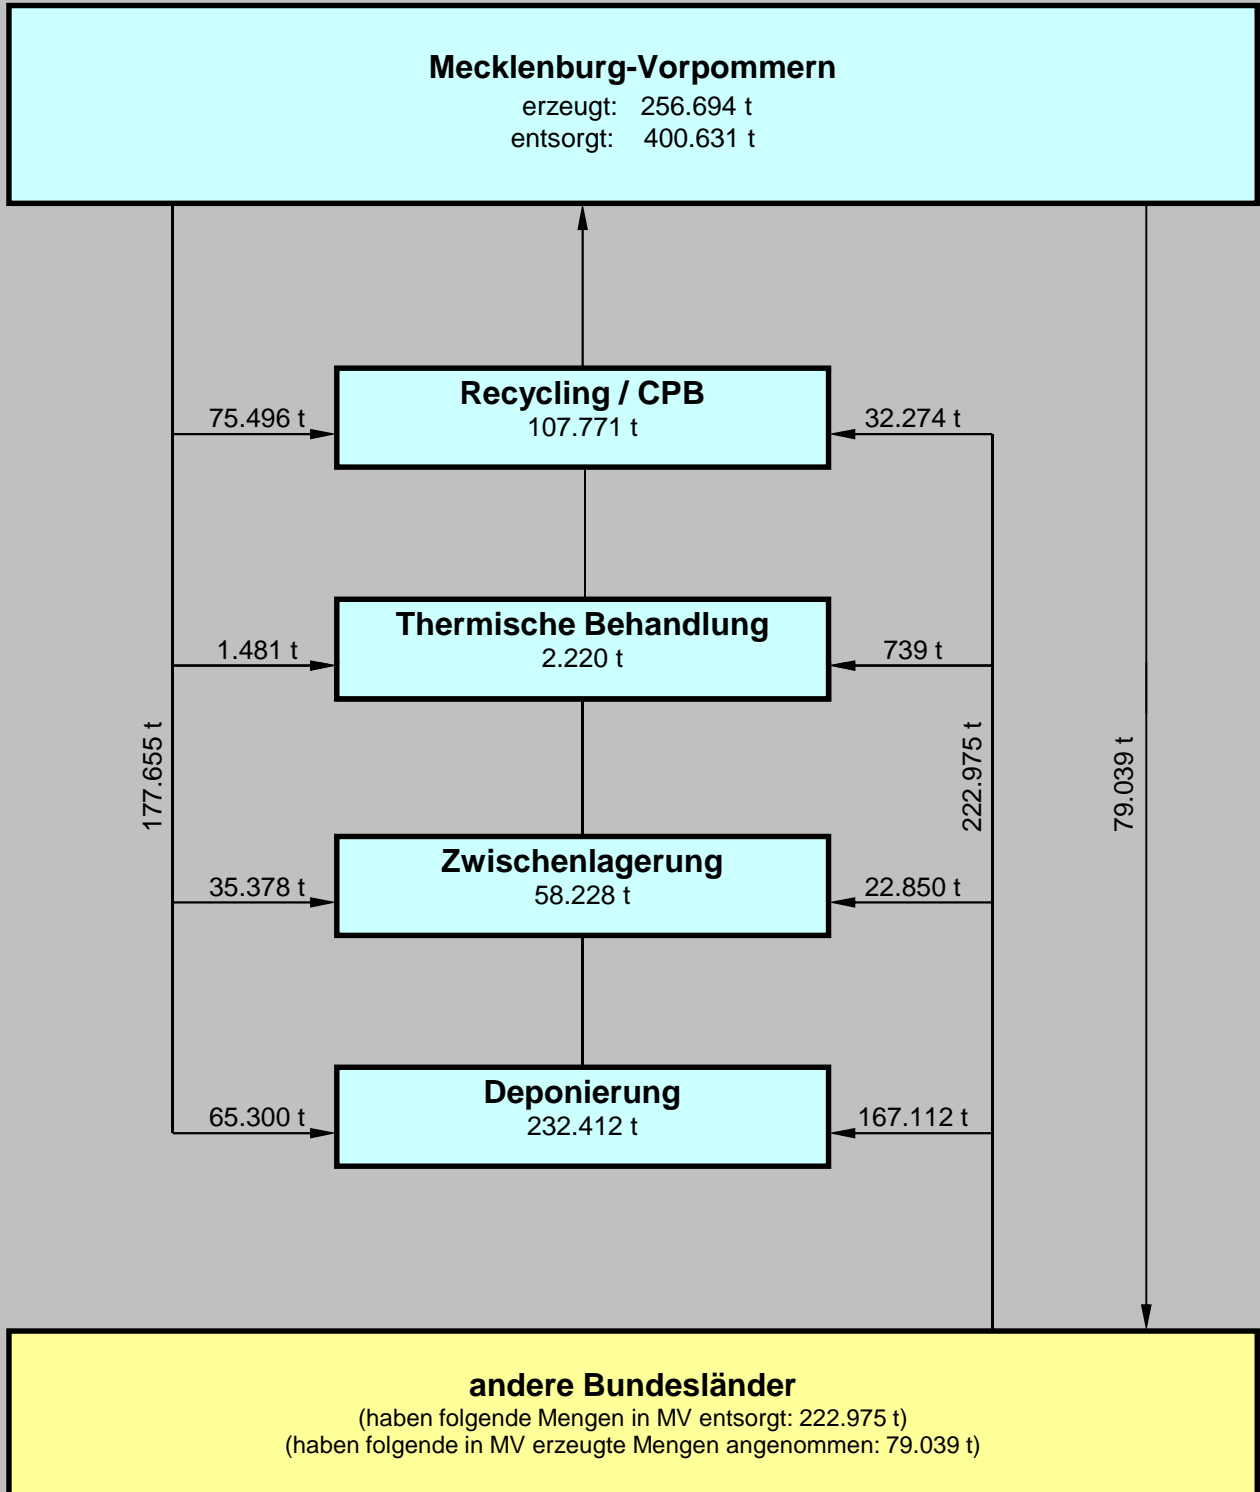 Mecklenburg-Vorpommern
erzeugt: 256.694 t
entsorgt: 400.631 t
Recycling / CPB
107.771 t
75.496 t
32.274 t
Thermische Behandlung
2.220 t
1.481 t
739 t
177.655 t
222.975 t
79.039 t
Zwischenlagerung
58.228 t
35.378 t
22.850 t
Deponierung
232.412 t
65.300 t
167.112 t
andere Bundesländer
(haben folgende Mengen in MV entsorgt: 222.975 t)
(haben folgende in MV erzeugte Mengen angenommen: 79.039 t)